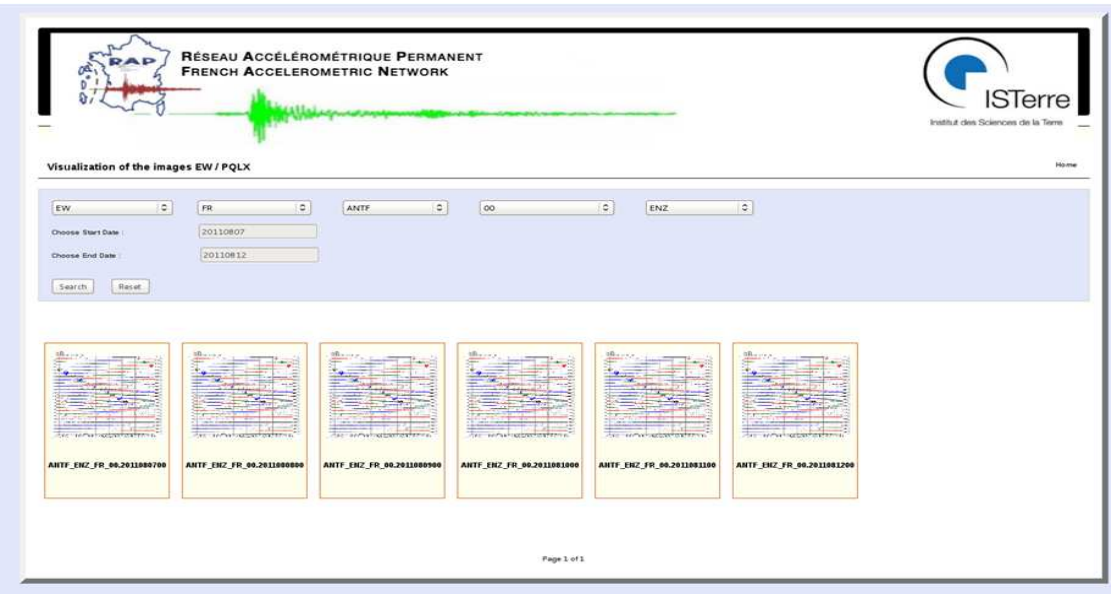 RAP
RÉSEAU ACCÉLÉROMÉTRIQUE PERMANENT
FRENCH ACCELEROMETRIC NETWORK
ISTerre
Institut des Sciences de la Terre
Visualization of the images EW / PQLX
Home
EW FR ANTF 00 ENZ
Choose Start Date : 20110807
Choose End Date : 20110812
Search Reset
ANTF_ENZ_FR_00.2011080700 ANTF_ENZ_FR_00.2011080800 ANTF_ENZ_FR_00.2011080900 ANTF_ENZ_FR_00.2011081000 ANTF_ENZ_FR_00.2011081100 ANTF_ENZ_FR_00.2011081200
Page 1 of 1